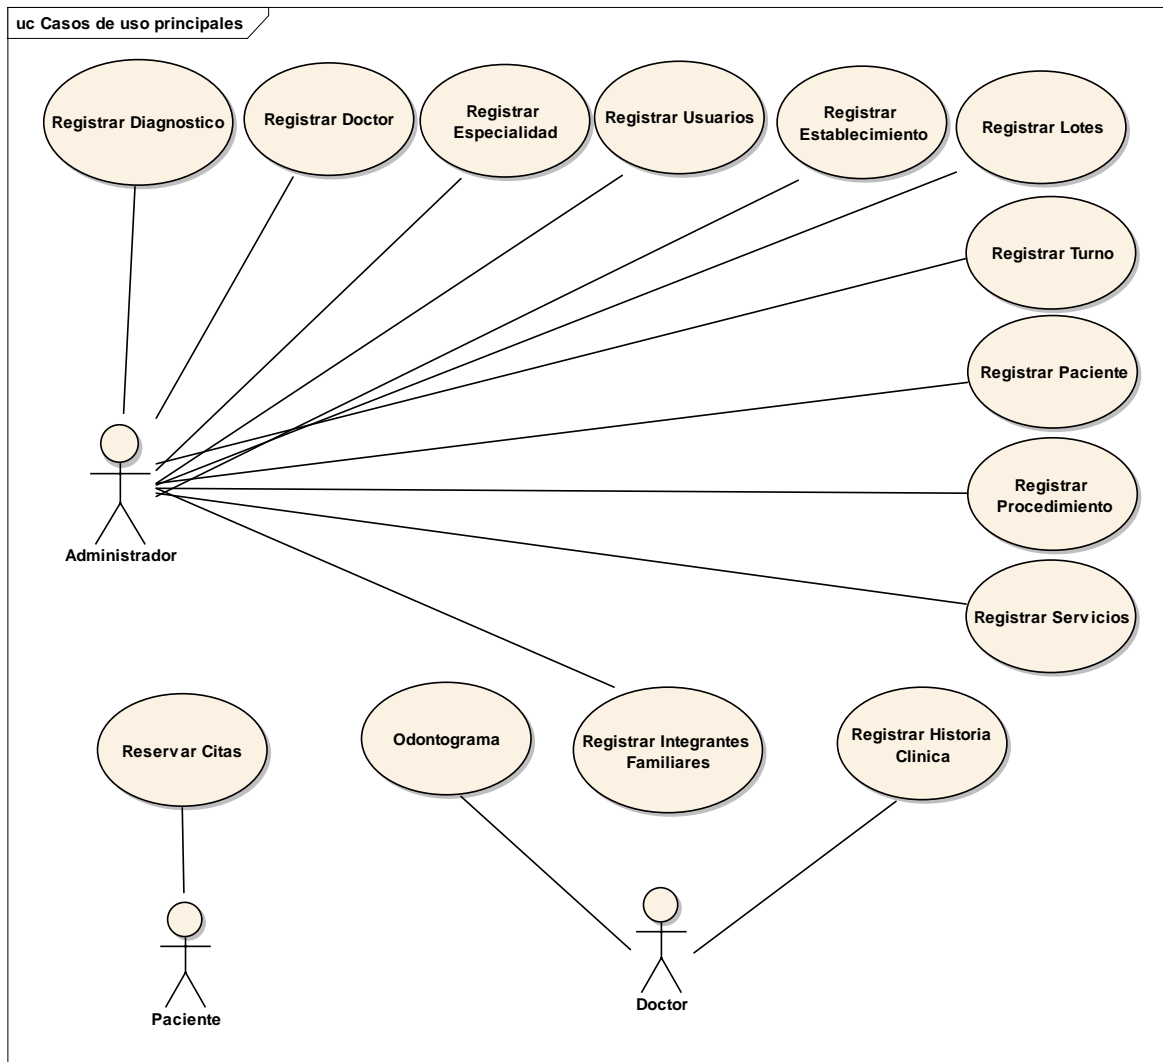 uc Casos de uso principales
Registrar Diagnostico
Registrar Doctor
Registrar
Especialidad
Registrar Usuarios
Registrar
Establecimiento
Registrar Lotes
Registrar Turno
Registrar Paciente
Registrar
Procedimiento
Registrar Servicios
Administrador
Reservar Citas
Odontograma
Registrar Integrantes
Familiares
Registrar Historia
Clinica
Paciente
Doctor